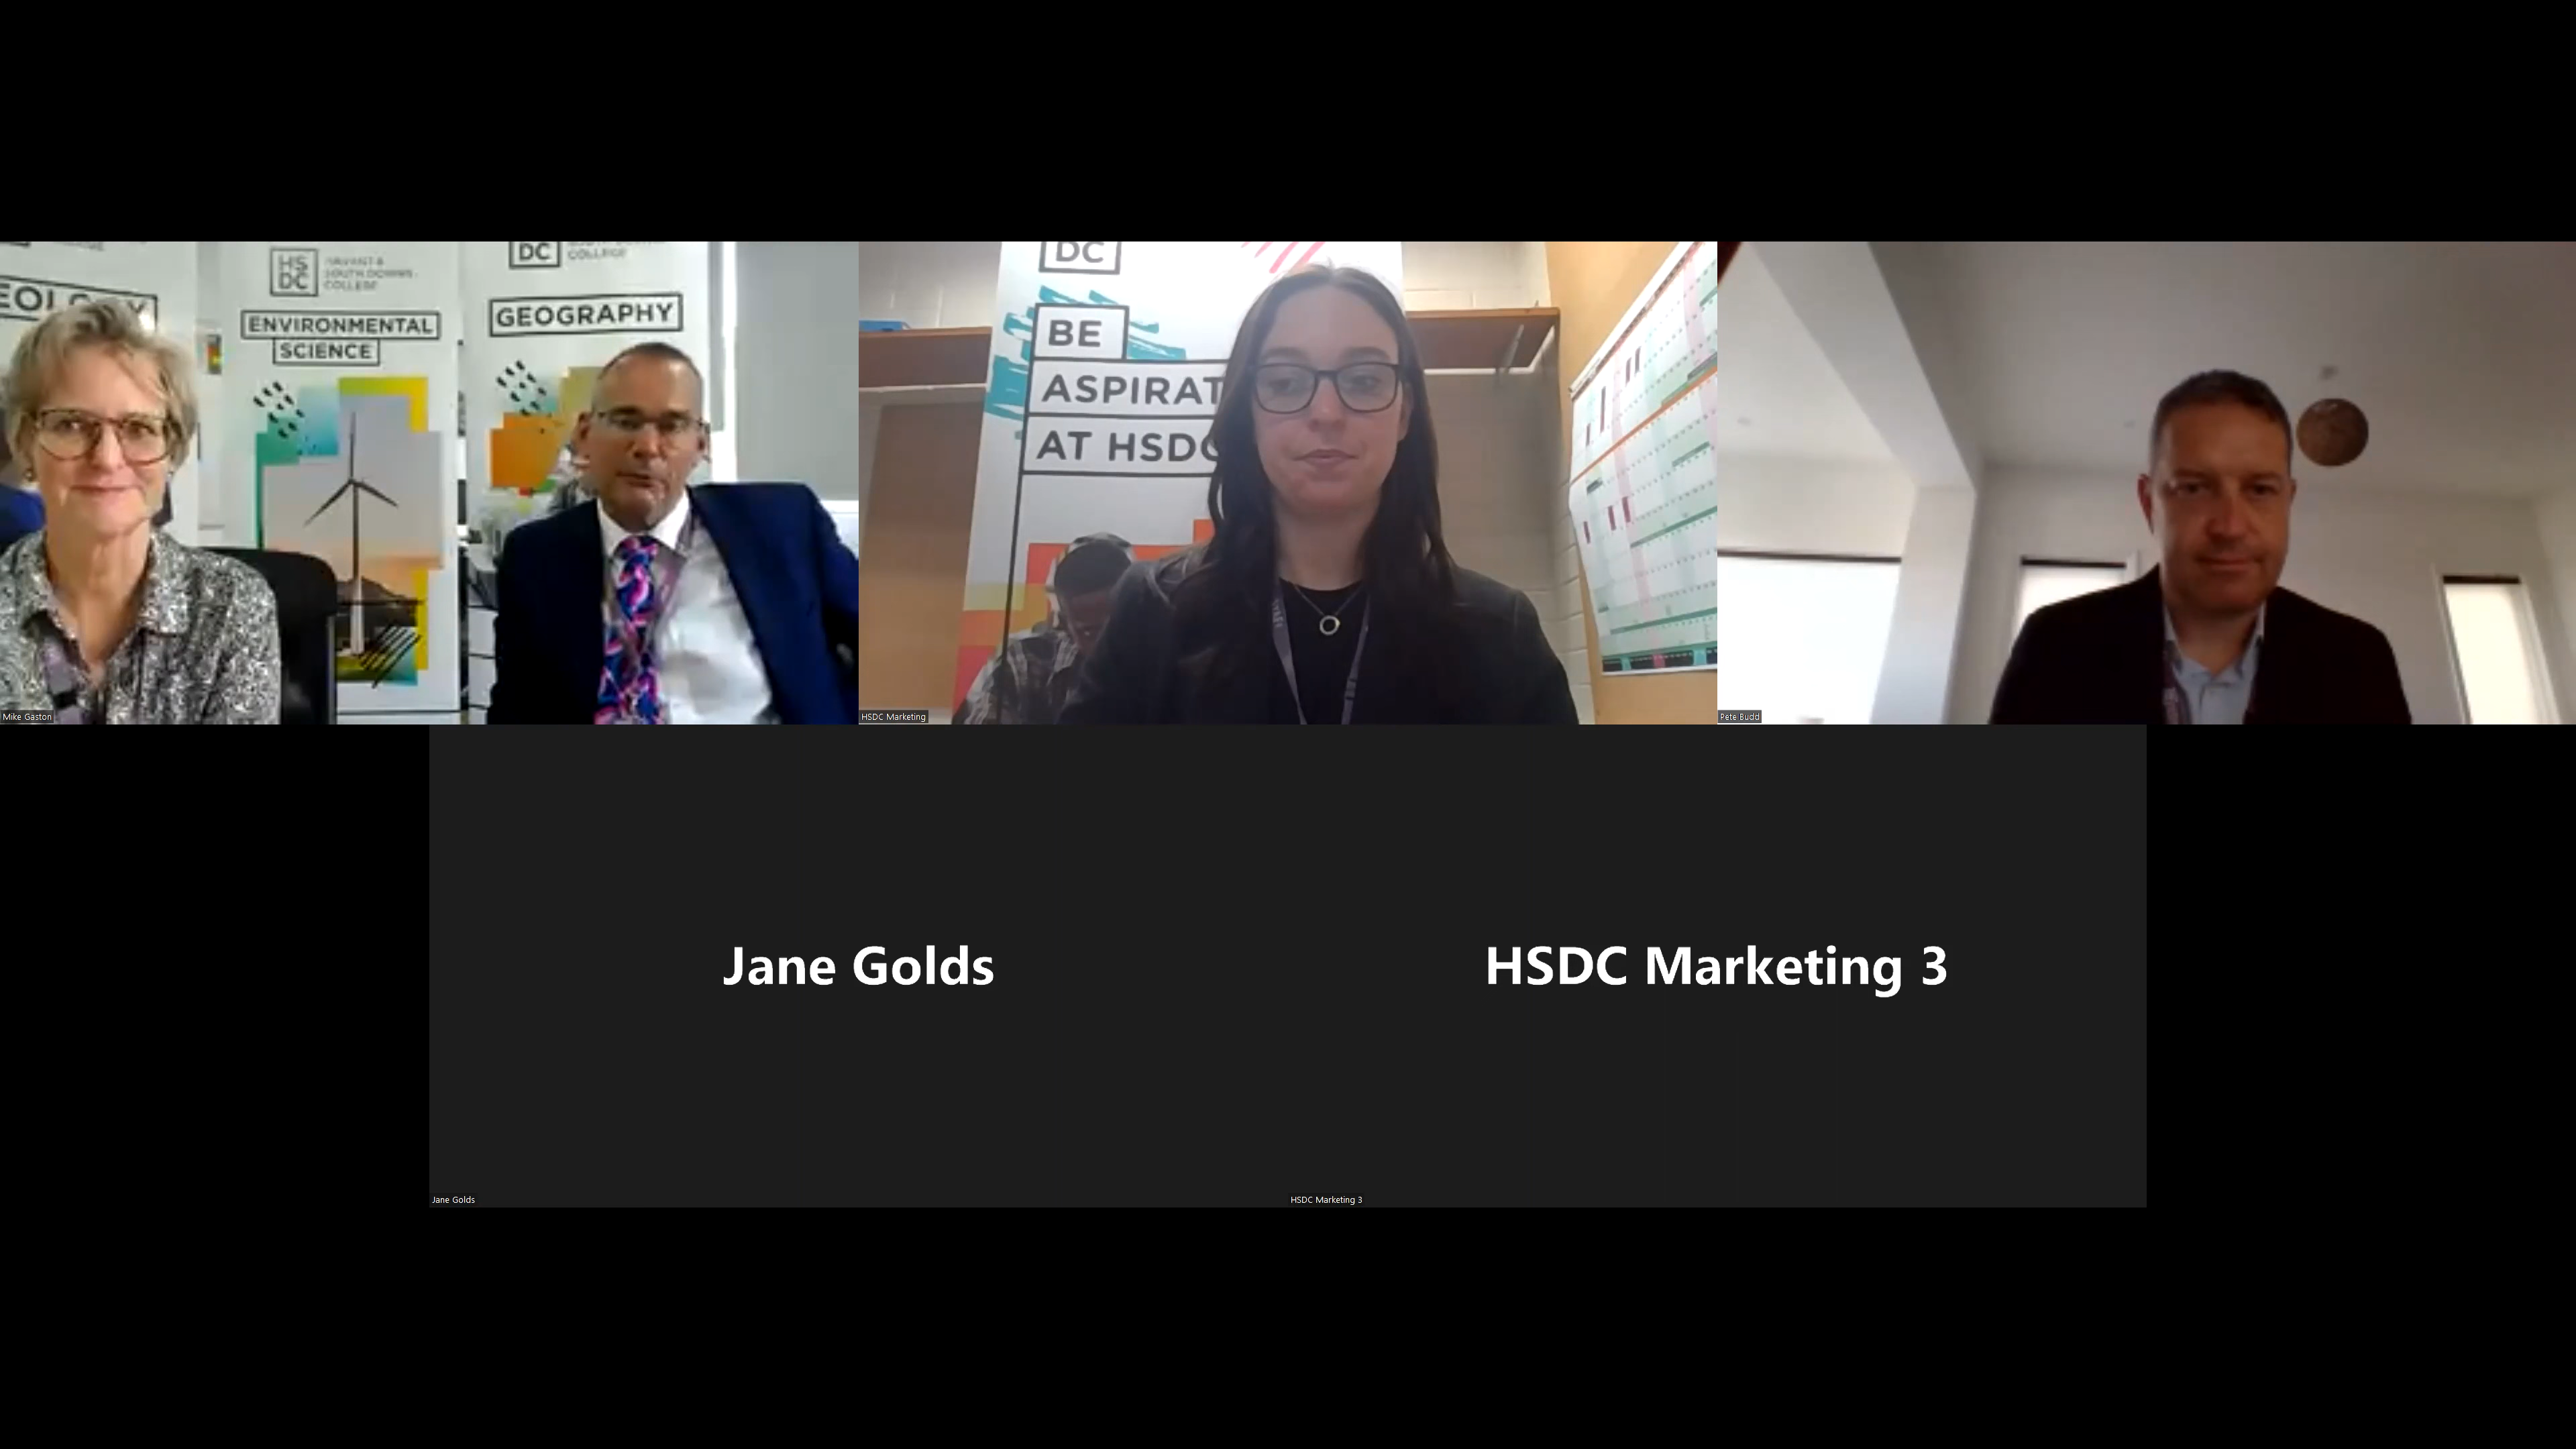 HS
DC
HAVANT &
SOUTH DOWNS
COLLEGE
ENVIRONMENTAL
SCIENCE
DC
COLLEGE
GEOGRAPHY
Mike Gaston
DC
BE
ASPIRAT
AT HSDC
HSDC Marketing
Pete Budd
Jane Golds
HSDC Marketing 3
Jane Golds
HSDC Marketing 3